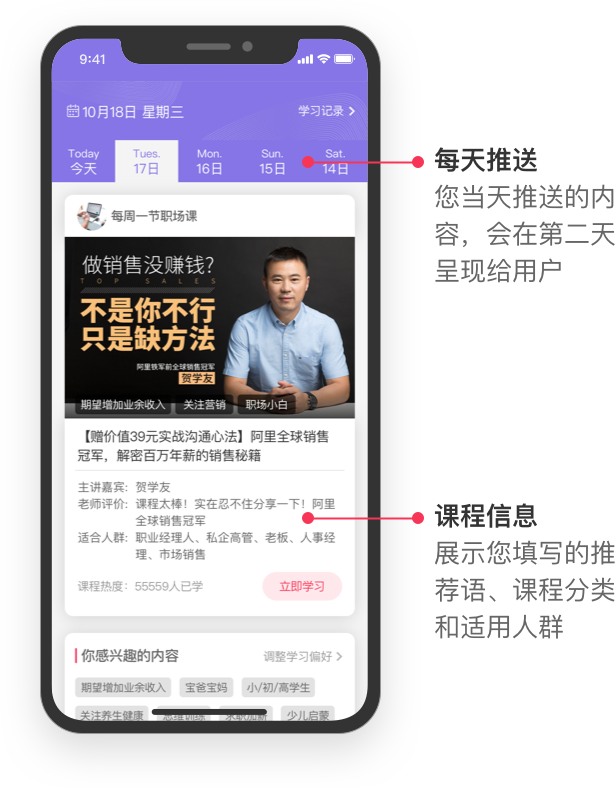 9:41
10月18日 星期三
学习记录
Today
今天
Tues.
17日
Mon.
16日
Sun.
15日
Sat.
14日
每天推送
您当天推送的内
容，会在第二天
呈现给用户
每周一节职场课
做销售没赚钱?
TOP SALES
不是你不行
只是缺方法
阿里铁军前全球销售冠军
贺学友
期望增加业余收入
关注营销
职场小白
【赠价值39元实战沟通心法】阿里全球销售
冠军，解密百万年薪的销售秘籍
主讲嘉宾: 贺学友
老师评价: 课程太棒！实在忍不住分享一下！阿里
全球销售冠军
适合人群: 职业经理人、私企高管、老板、人事经
理、市场销售
课程热度: 55559人已学
立即学习
课程信息
展示您填写的推
荐语、课程分类
和适用人群
你感兴趣的内容
调整学习偏好
期望增加业余收入
宝爸宝妈
小/初/高学生
关注养生健康
思维训练
求职加薪
少儿启蒙